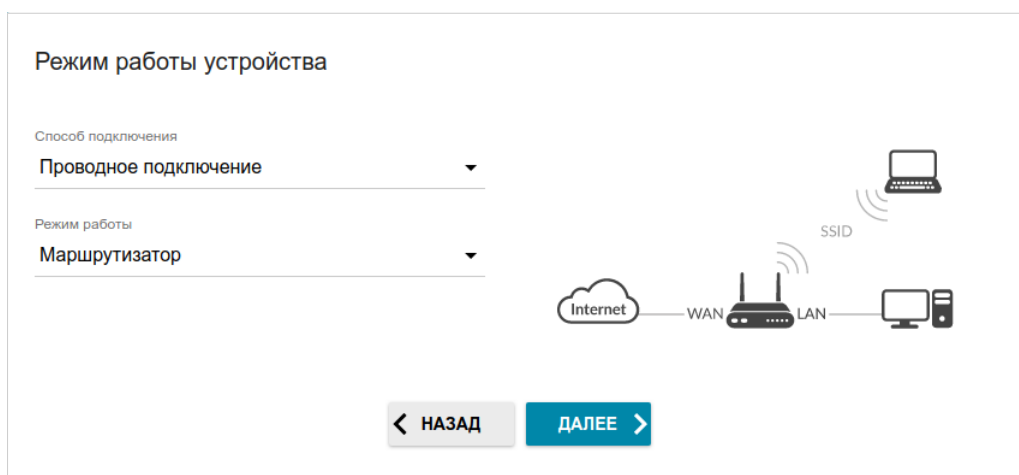 Режим работы устройства
Способ подключения
Проводное подключение
Режим работы
Маршрутизатор
SSID
Internet
WAN
LAN
НАЗАД
ДАЛЕЕ